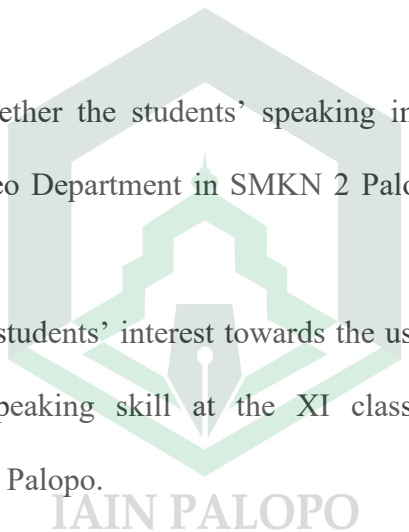 ether the students’ speaking in
eo Department in SMKN 2 Palo
students’ interest towards the us
peaking skill at the XI class
Palopo.
IAIN PALOPO